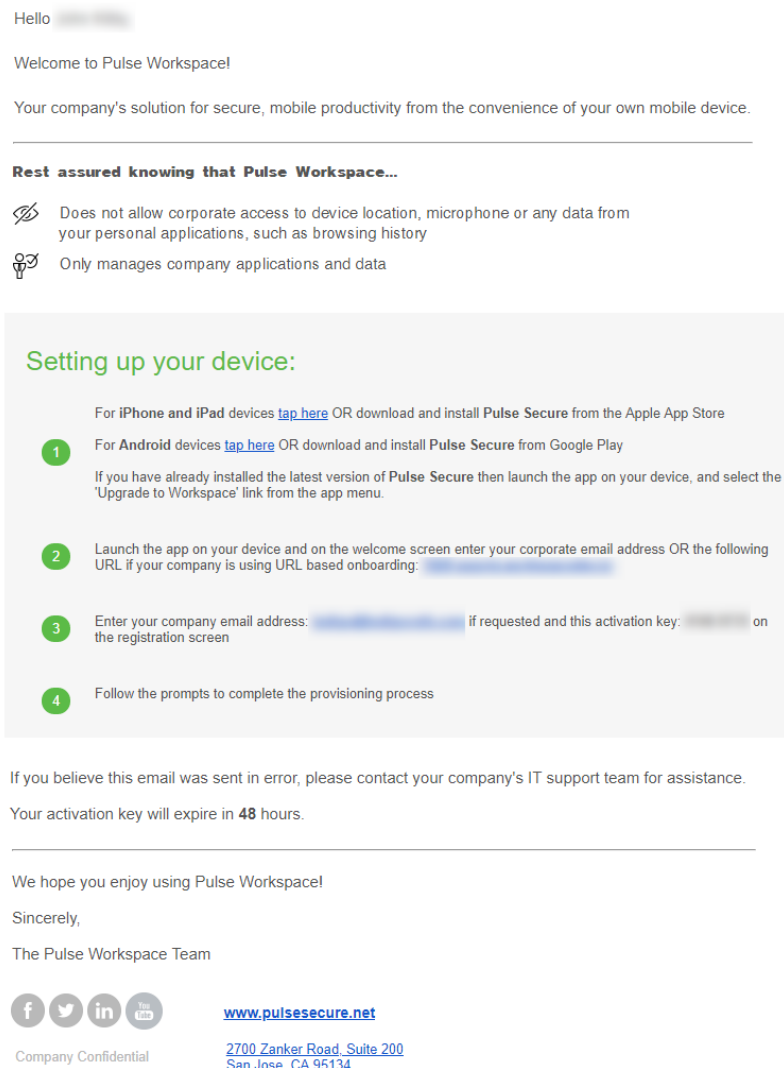 Hello
Welcome to Pulse Workspace!
Your company's solution for secure, mobile productivity from the convenience of your own mobile device.
Rest assured knowing that Pulse Workspace...
Does not allow corporate access to device location, microphone or any data from
your personal applications, such as browsing history
Only manages company applications and data
Setting up your device:
For iPhone and iPad devices tap here OR download and install Pulse Secure from the Apple App Store
For Android devices tap here OR download and install Pulse Secure from Google Play
1
If you have already installed the latest version of Pulse Secure then launch the app on your device, and select the
'Upgrade to Workspace' link from the app menu.
2
Launch the app on your device and on the welcome screen enter your corporate email address OR the following
URL if your company is using URL based onboarding:
3
Enter your company email address: if requested and this activation key: on
the registration screen
4
Follow the prompts to complete the provisioning process
If you believe this email was sent in error, please contact your company's IT support team for assistance.
Your activation key will expire in 48 hours.
We hope you enjoy using Pulse Workspace!
Sincerely,
The Pulse Workspace Team
f in You Tube
www.pulsesecure.net
Company Confidential
2700 Zanker Road, Suite 200
San Jose, CA 95134